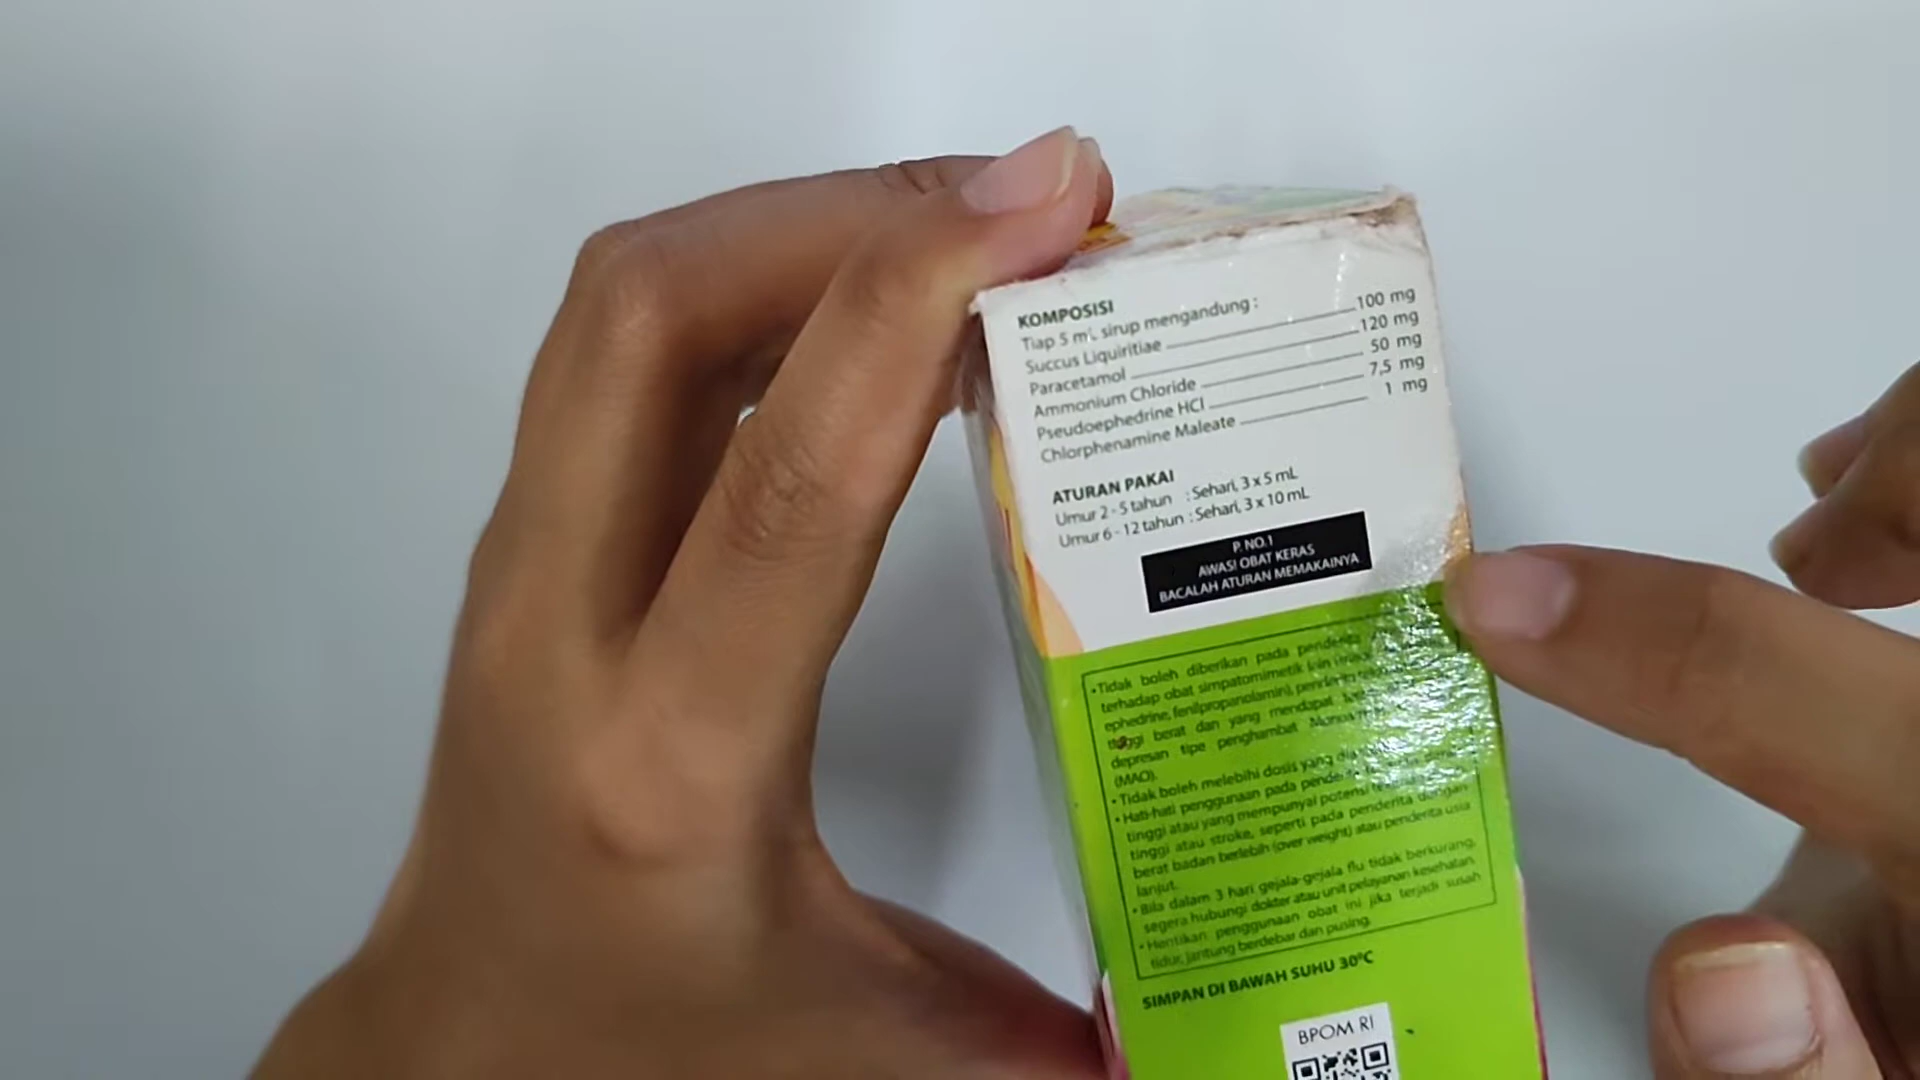 KOMPOSISI
Tiap 5 mL sirup mengandung :
Succus Liquiritiae 100 mg
Paracetamol 120 mg
Ammonium Chloride 50 mg
Pseudoephedrine HCl 7,5 mg
Chlorphenamine Maleate 1 mg
ATURAN PAKAI
Umur 2 - 5 tahun : Sehari, 3 x 5 mL
Umur 6 - 12 tahun : Sehari, 3 x 10 mL
P. NO.1
AWAS! OBAT KERAS
BACALAH ATURAN MEMAKAINYA
• Tidak boleh diberikan pada penderita
terhadap obat simpatomimetik lain
ephedrine, fenilpropanolamin), penderita
tinggi berat dan yang mendapat
depresan tipe penghambat
(MAO).
• Tidak boleh melebihi dosis yang
• Hati-hati penggunaan pada
tinggi atau yang mempunyai potensi
tinggi atau stroke, seperti pada penderita dengan
berat badan berlebih (over weight) atau penderita usia
lanjut.
• Bila dalam 3 hari gejala-gejala flu tidak berkurang,
segera hubungi dokter atau unit pelayanan kesehatan.
• Hentikan penggunaan obat ini jika terjadi susah
tidur, jantung berdebar dan pusing.
SIMPAN DI BAWAH SUHU 30°C
BPOM RI